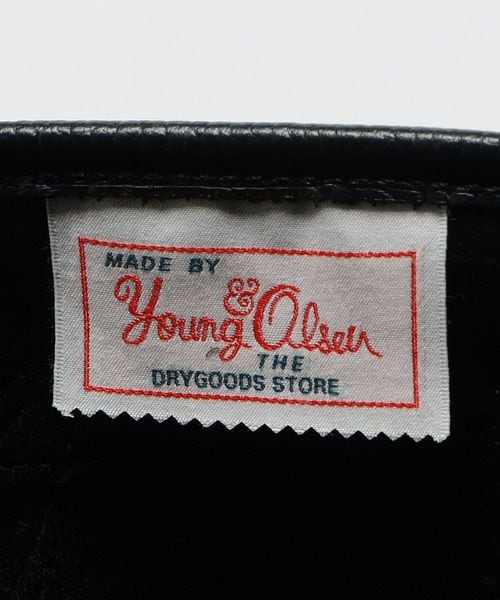 MADE BY
Young & Olsen
THE
DRYGOODS STORE